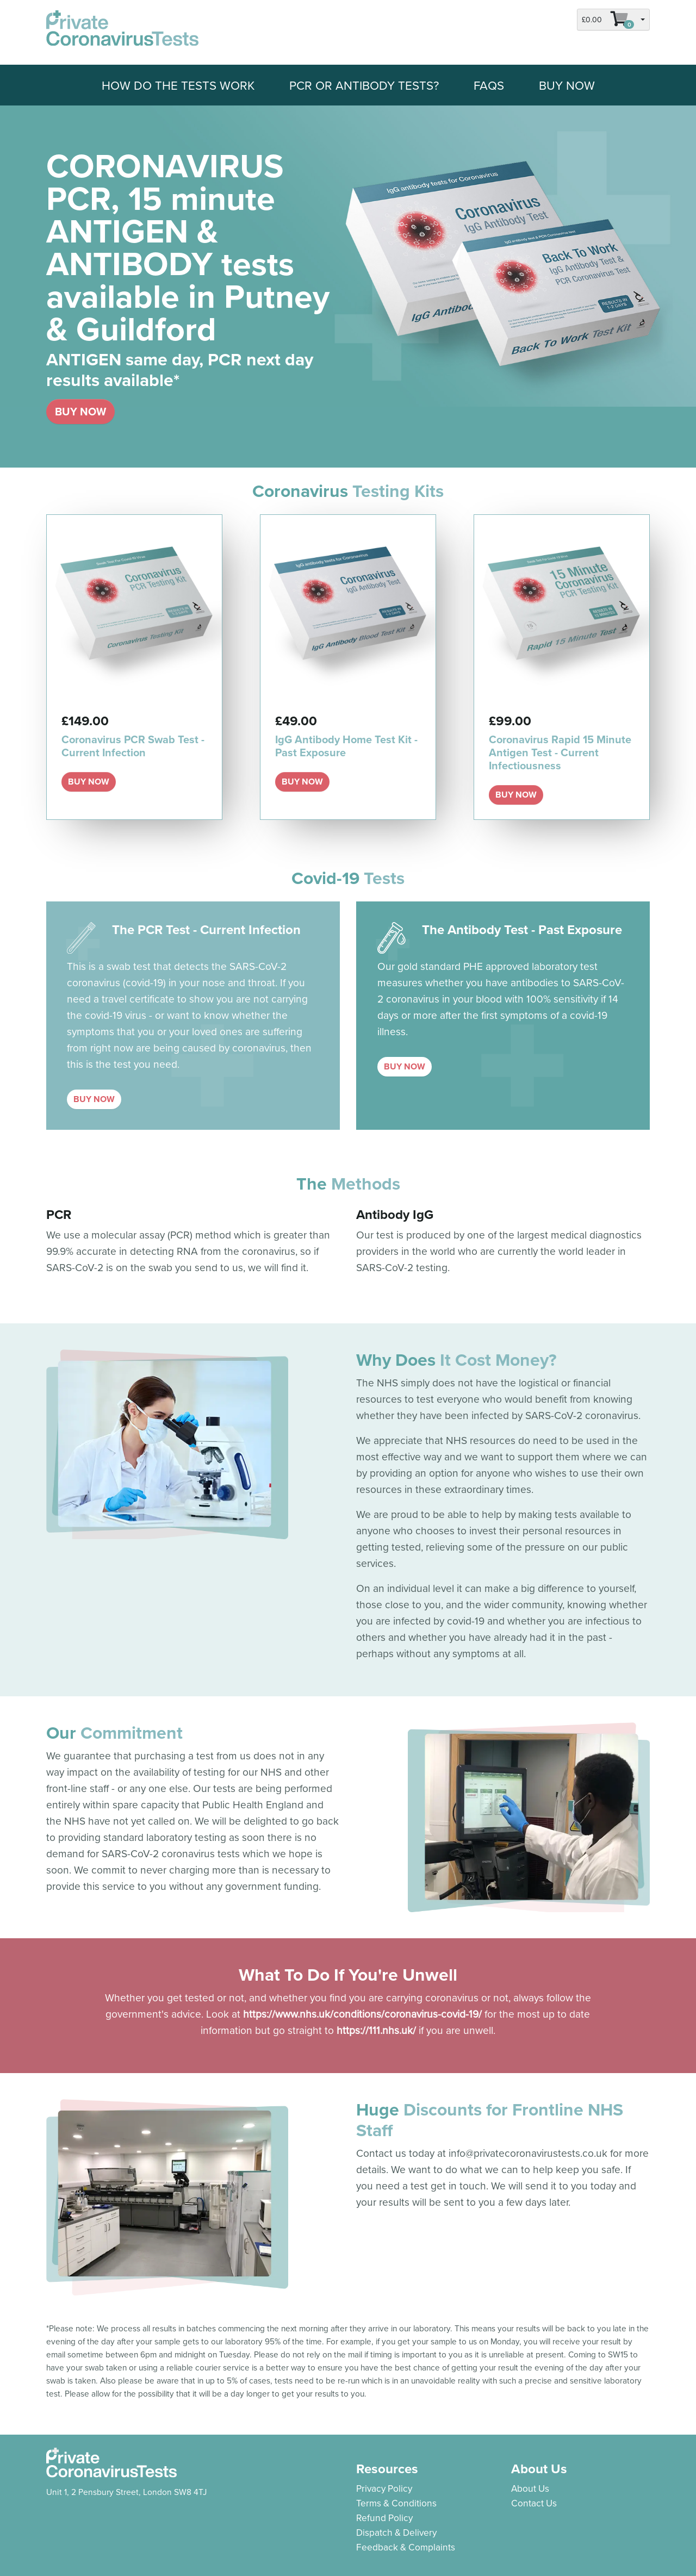 Private
CoronavirusTests
£0.00
0
HOW DO THE TESTS WORK
PCR OR ANTIBODY TESTS?
FAQS
BUY NOW
CORONAVIRUS
PCR, 15 minute
ANTIGEN &
ANTIBODY tests
available in Putney
& Guildford
ANTIGEN same day, PCR next day
results available*
BUY NOW
IgG antibody tests for Coronavirus
Coronavirus
IgG Antibody Test
Back To Work
IgG Antibody Test &
PCR Coronavirus Test
RESULTS IN
1-3 DAYS
Back To Work Test Kit
Coronavirus Testing Kits
Coronavirus
PCR Testing Kit
Coronavirus Testing Kit
£149.00
Coronavirus PCR Swab Test -
Current Infection
BUY NOW
IgG antibody tests for Coronavirus
Coronavirus
IgG Antibody Test
IgG Antibody Blood Test Kit
£49.00
IgG Antibody Home Test Kit -
Past Exposure
BUY NOW
15 Minute
Coronavirus
PCR Testing Kit
Rapid 15 Minute Test
£99.00
Coronavirus Rapid 15 Minute
Antigen Test - Current
Infectiousness
BUY NOW
Covid-19 Tests
The PCR Test - Current Infection
This is a swab test that detects the SARS-CoV-2
coronavirus (covid-19) in your nose and throat. If you
need a travel certificate to show you are not carrying
the covid-19 virus - or want to know whether the
symptoms that you or your loved ones are suffering
from right now are being caused by coronavirus, then
this is the test you need.
BUY NOW
The Antibody Test - Past Exposure
Our gold standard PHE approved laboratory test
measures whether you have antibodies to SARS-CoV-
2 coronavirus in your blood with 100% sensitivity if 14
days or more after the first symptoms of a covid-19
illness.
BUY NOW
The Methods
PCR
We use a molecular assay (PCR) method which is greater than
99.9% accurate in detecting RNA from the coronavirus, so if
SARS-CoV-2 is on the swab you send to us, we will find it.
Antibody IgG
Our test is produced by one of the largest medical diagnostics
providers in the world who are currently the world leader in
SARS-CoV-2 testing.
Why Does It Cost Money?
The NHS simply does not have the logistical or financial
resources to test everyone who would benefit from knowing
whether they have been infected by SARS-CoV-2 coronavirus.
We appreciate that NHS resources do need to be used in the
most effective way and we want to support them where we can
by providing an option for anyone who wishes to use their own
resources in these extraordinary times.
We are proud to be able to help by making tests available to
anyone who chooses to invest their personal resources in
getting tested, relieving some of the pressure on our public
services.
On an individual level it can make a big difference to yourself,
those close to you, and the wider community, knowing whether
you are infected by covid-19 and whether you are infectious to
others and whether you have already had it in the past -
perhaps without any symptoms at all.
Our Commitment
We guarantee that purchasing a test from us does not in any
way impact on the availability of testing for our NHS and other
front-line staff - or any one else. Our tests are being performed
entirely within spare capacity that Public Health England and
the NHS have not yet called on. We will be delighted to go back
to providing standard laboratory testing as soon there is no
demand for SARS-CoV-2 coronavirus tests which we hope is
soon. We commit to never charging more than is necessary to
provide this service to you without any government funding.
What To Do If You're Unwell
Whether you get tested or not, and whether you find you are carrying coronavirus or not, always follow the
government's advice. Look at https://www.nhs.uk/conditions/coronavirus-covid-19/ for the most up to date
information but go straight to https://111.nhs.uk/ if you are unwell.
Huge Discounts for Frontline NHS
Staff
Contact us today at info@privatecoronavirustests.co.uk for more
details. We want to do what we can to help keep you safe. If
you need a test get in touch. We will send it to you today and
your results will be sent to you a few days later.
*Please note: We process all results in batches commencing the next morning after they arrive in our laboratory. This means your results will be back to you late in the
evening of the day after your sample gets to our laboratory 95% of the time. For example, if you get your sample to us on Monday, you will receive your result by
email sometime between 6pm and midnight on Tuesday. Please do not rely on the mail if timing is important to you as it is unreliable at present. Coming to SW15 to
have your swab taken or using a reliable courier service is a better way to ensure you have the best chance of getting your result the evening of the day after your
swab is taken. Also please be aware that in up to 5% of cases, tests need to be re-run which is in an unavoidable reality with such a precise and sensitive laboratory
test. Please allow for the possibility that it will be a day longer to get your results to you.
Private
CoronavirusTests
Unit 1, 2 Pensbury Street, London SW8 4TJ
Resources
Privacy Policy
Terms & Conditions
Refund Policy
Dispatch & Delivery
Feedback & Complaints
About Us
About Us
Contact Us